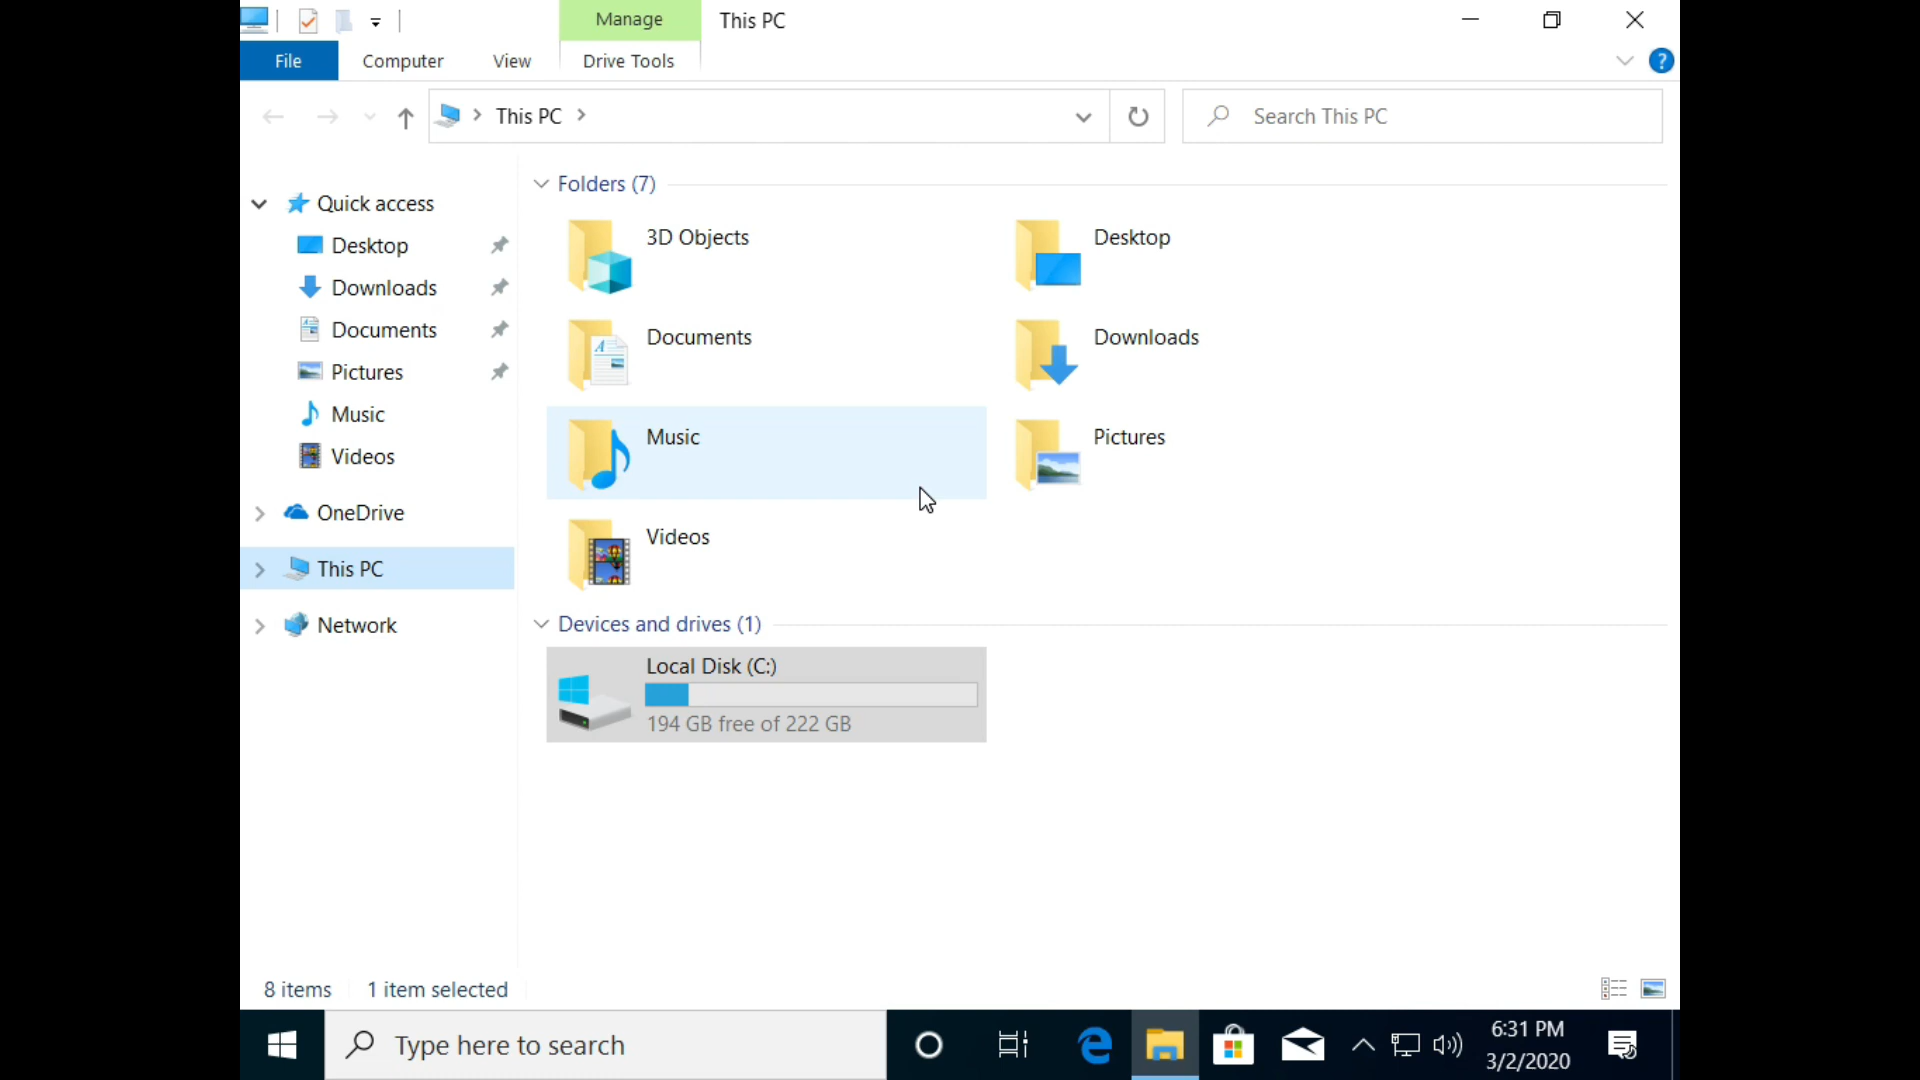 Manage
This PC
File
Computer
View
Drive Tools
This PC
Search This PC
Quick access
Desktop
Downloads
Documents
Pictures
Music
Videos
OneDrive
This PC
Network
Folders (7)
3D Objects
Desktop
Documents
Downloads
Music
Pictures
Videos
Devices and drives (1)
Local Disk (C:)
194 GB free of 222 GB
8 items
1 item selected
Type here to search
6:31 PM
3/2/2020